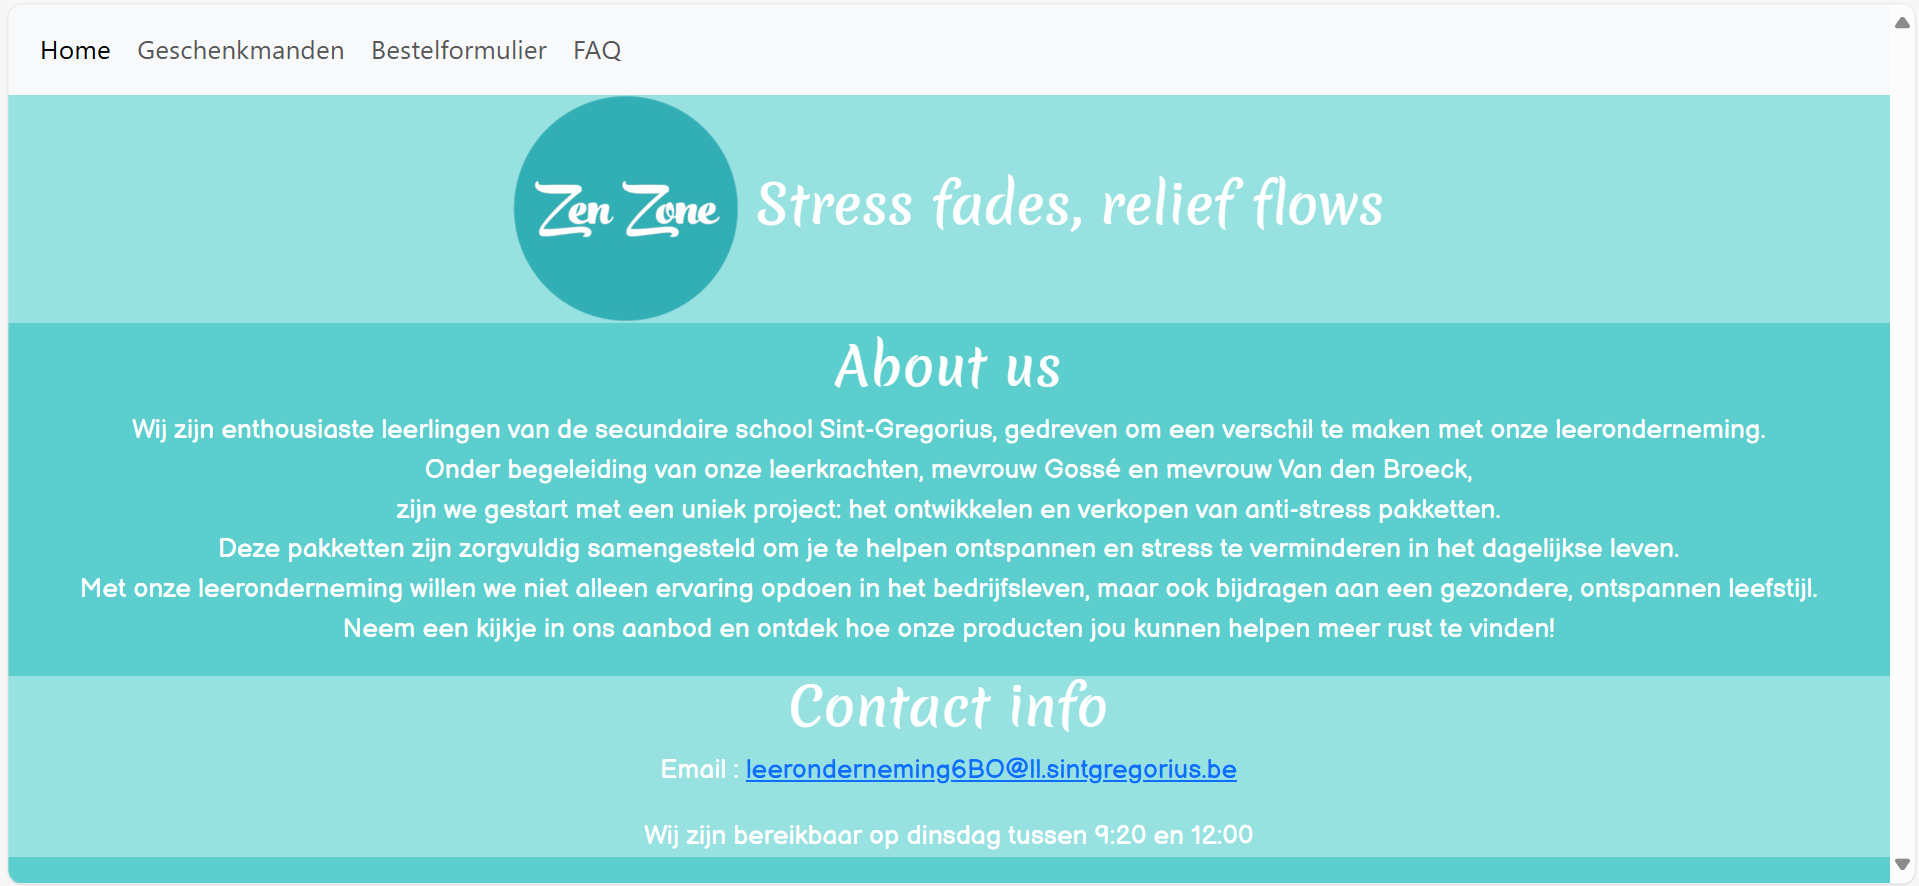 Home Geschenkmanden Bestelformulier FAQ
Zen Zone
Stress fades, relief flows
About us
Wij zijn enthousiaste leerlingen van de secundaire school Sint-Gregorius, gedreven om een verschil te maken met onze leeronderneming.
Onder begeleiding van onze leerkrachten, mevrouw Gossé en mevrouw Van den Broeck,
zijn we gestart met een uniek project: het ontwikkelen en verkopen van anti-stress pakketten.
Deze pakketten zijn zorgvuldig samengesteld om je te helpen ontspannen en stress te verminderen in het dagelijkse leven.
Met onze leeronderneming willen we niet alleen ervaring opdoen in het bedrijfsleven, maar ook bijdragen aan een gezondere, ontspannen leefstijl.
Neem een kijkje in ons aanbod en ontdek hoe onze producten jou kunnen helpen meer rust te vinden!
Contact info
Email : leeronderneming6BO@ll.sintgregorius.be
Wij zijn bereikbaar op dinsdag tussen 9:20 en 12:00